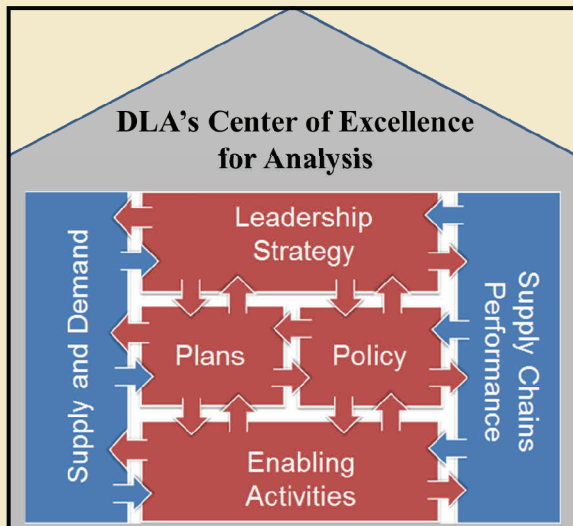 DLA's Center of Excellence
for Analysis
Leadership
Strategy
Supply and Demand
Plans
Policy
Supply Chains
Performance
Enabling
Activities